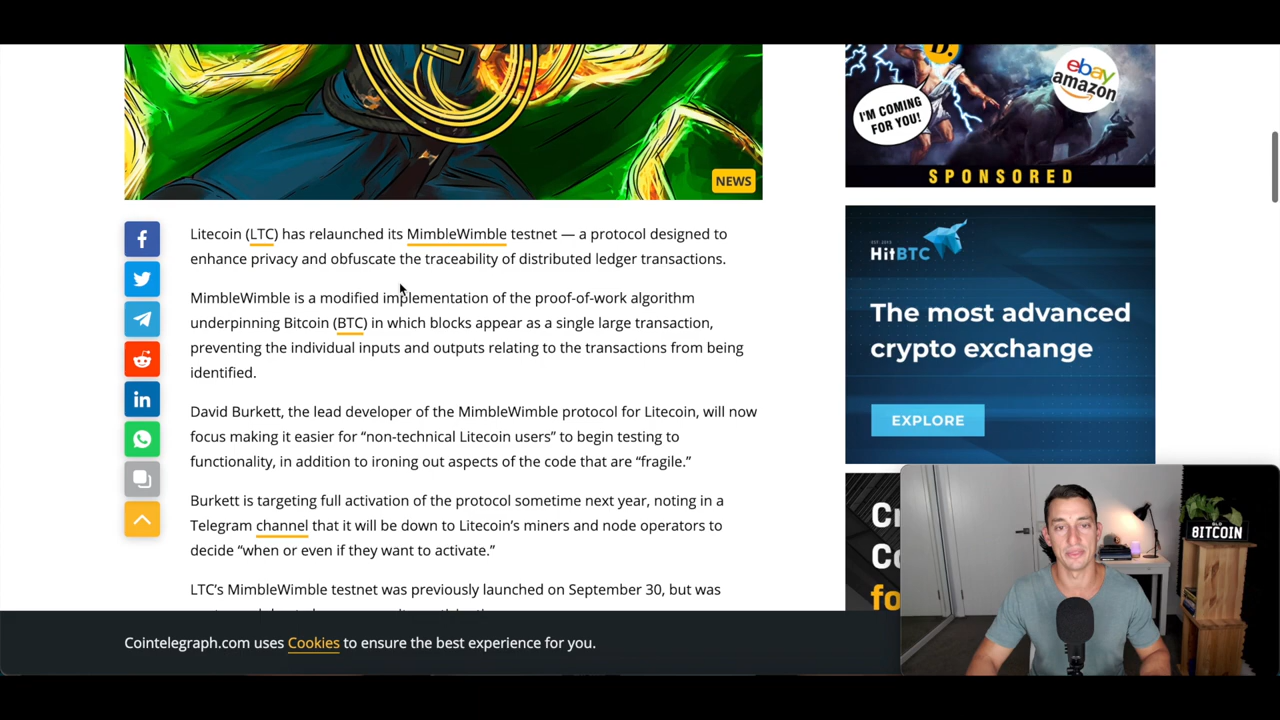 ebay
amazon
I'M COMING
FOR YOU!
NEWS
SPONSORED
Litecoin (LTC) has relaunched its MimbleWimble testnet — a protocol designed to
enhance privacy and obfuscate the traceability of distributed ledger transactions.
MimbleWimble is a modified implementation of the proof-of-work algorithm
underpinning Bitcoin (BTC) in which blocks appear as a single large transaction,
preventing the individual inputs and outputs relating to the transactions from being
identified.
David Burkett, the lead developer of the MimbleWimble protocol for Litecoin, will now
focus making it easier for “non-technical Litecoin users” to begin testing to
functionality, in addition to ironing out aspects of the code that are “fragile.”
Burkett is targeting full activation of the protocol sometime next year, noting in a
Telegram channel that it will be down to Litecoin’s miners and node operators to
decide “when or even if they want to activate.”
LTC’s MimbleWimble testnet was previously launched on September 30, but was
HitBTC
The most advanced
crypto exchange
EXPLORE
for
BITCOIN
Cointelegraph.com uses Cookies to ensure the best experience for you.